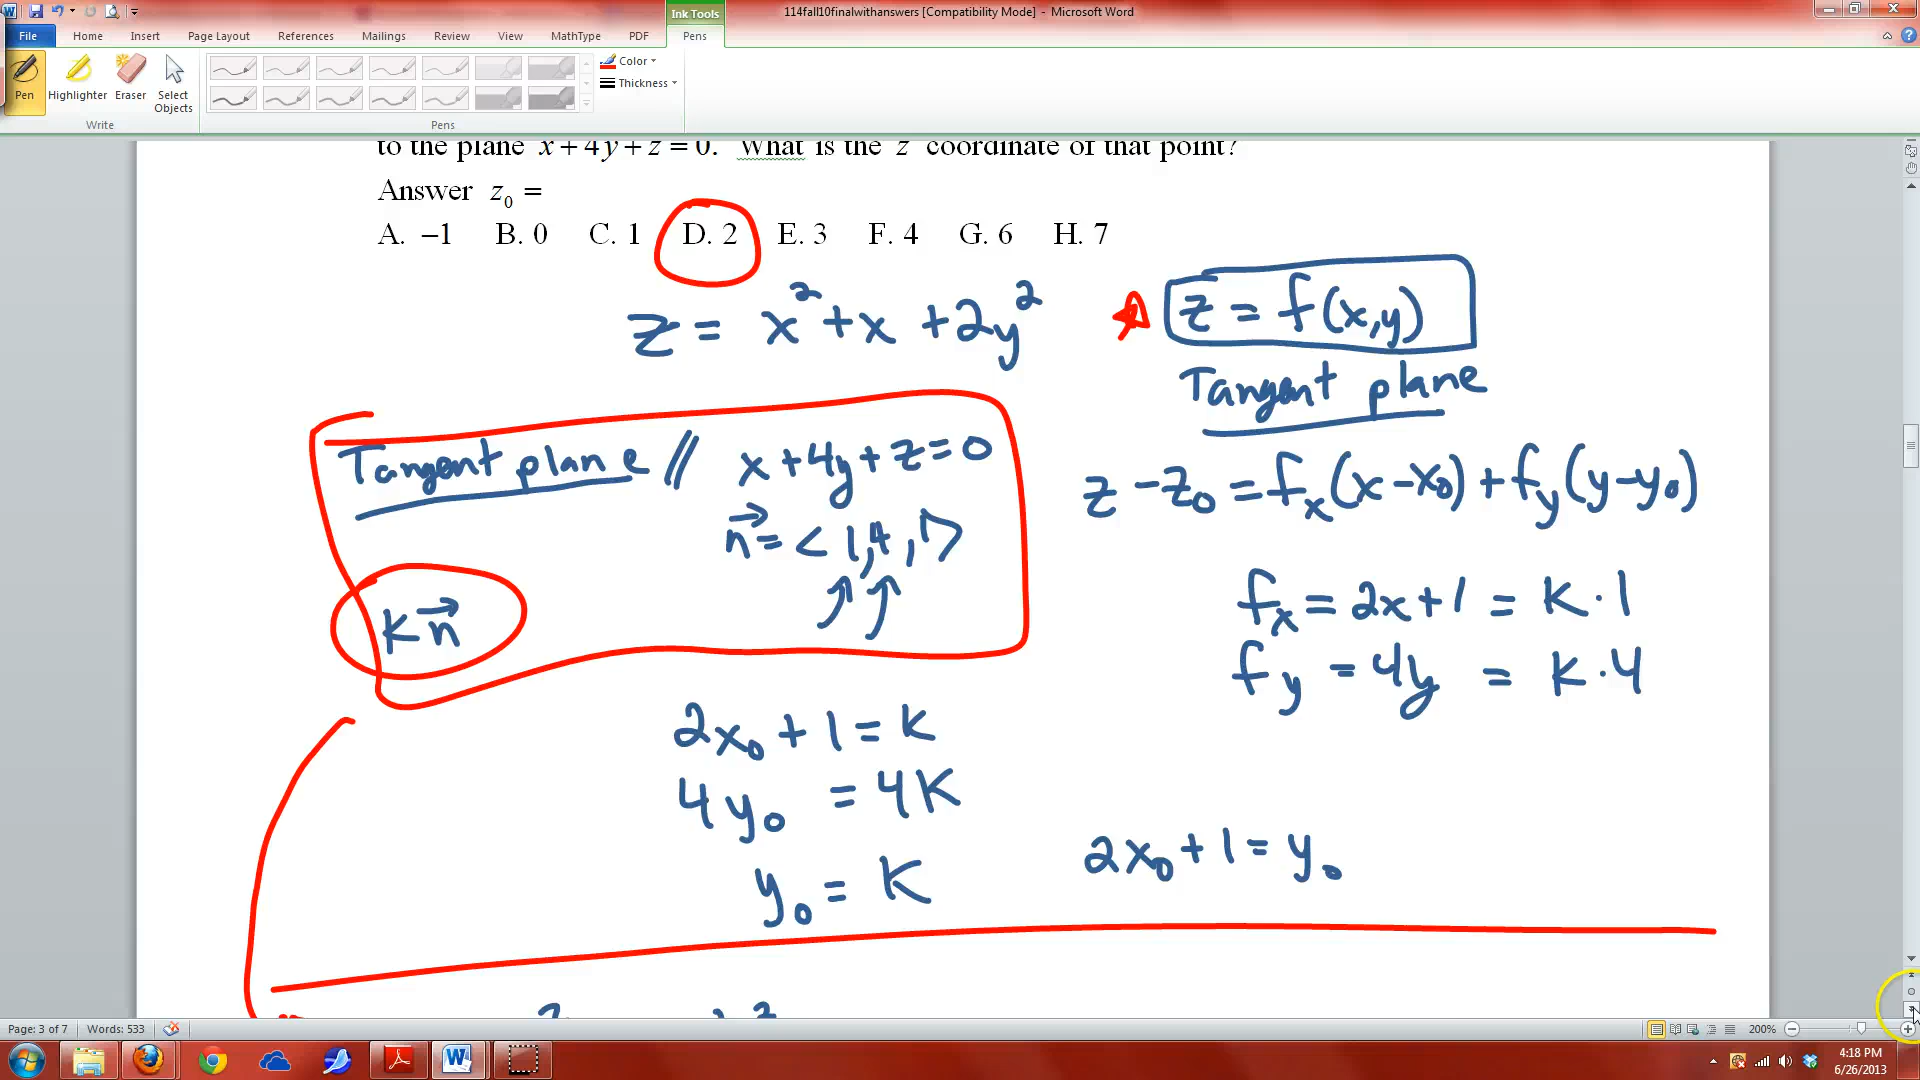 114fall10finalwithanswers [Compatibility Mode] - Microsoft Word
Ink Tools
File Home Insert Page Layout References Mailings Review View MathType PDF Pens
Pen Highlighter Eraser Select Objects
Color
Thickness
Write Pens
to the plane x + 4y + z = 0. What is the z coordinate of that point?
Answer z₀ =
A. −1 B. 0 C. 1 D. 2 E. 3 F. 4 G. 6 H. 7
z = x² + x + 2y²
z = f(x,y)
Tangent plane
Tangent plane // x + 4y + z = 0
z - z₀ = fₓ(x - x₀) + f_y(y - y₀)
n⃗ = < 1, 4, 1>
fₓ = 2x + 1 = K · 1
K n⃗
f_y = 4y = K · 4
2x₀ + 1 = K
4y₀ = 4K
2x₀ + 1 = y₀
y₀ = K
Page: 3 of 7 Words: 533
200%
4:18 PM
6/26/2013